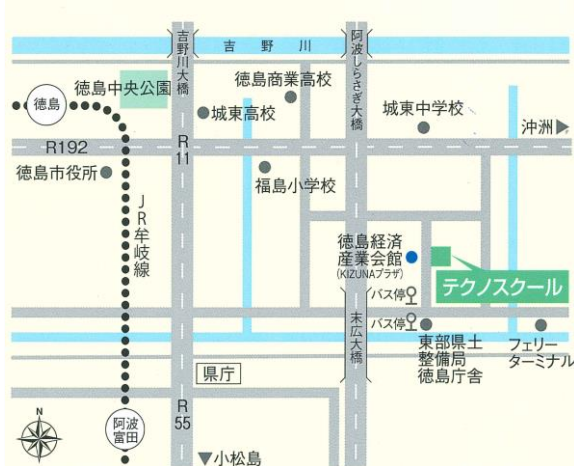 吉野川大橋
吉野川
阿波しらさぎ大橋
徳島中央公園
徳島商業高校
徳島
城東高校
城東中学校
沖洲▶
R192
R11
徳島市役所
福島小学校
JR牟岐線
徳島経済
産業会館
(KIZUNAプラザ)
テクノスクール
バス停
バス停
末広大橋
東部県土
整備局
徳島庁舎
フェリー
ターミナル
県庁
R55
阿波
富田
N
▼小松島